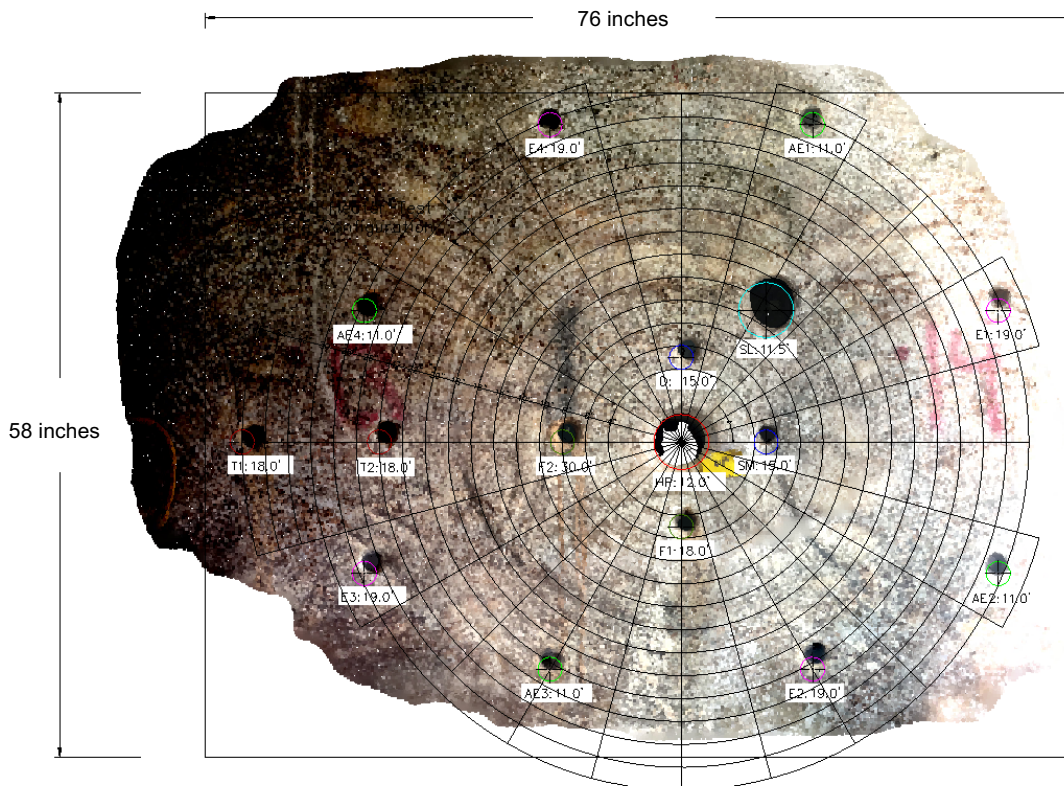 76 inches
E4:19.0'
AE1:11.0'
AE4:11.0'
E1:19.0'
SL:11.5'
D: 15.0'
58 inches
T1:18.0'
T2:18.0'
F2:30.0'
SM:15.0'
HF:12.0'
F1:18.0'
E3:19.0'
AE2:11.0'
AE3:11.0'
E2:19.0'